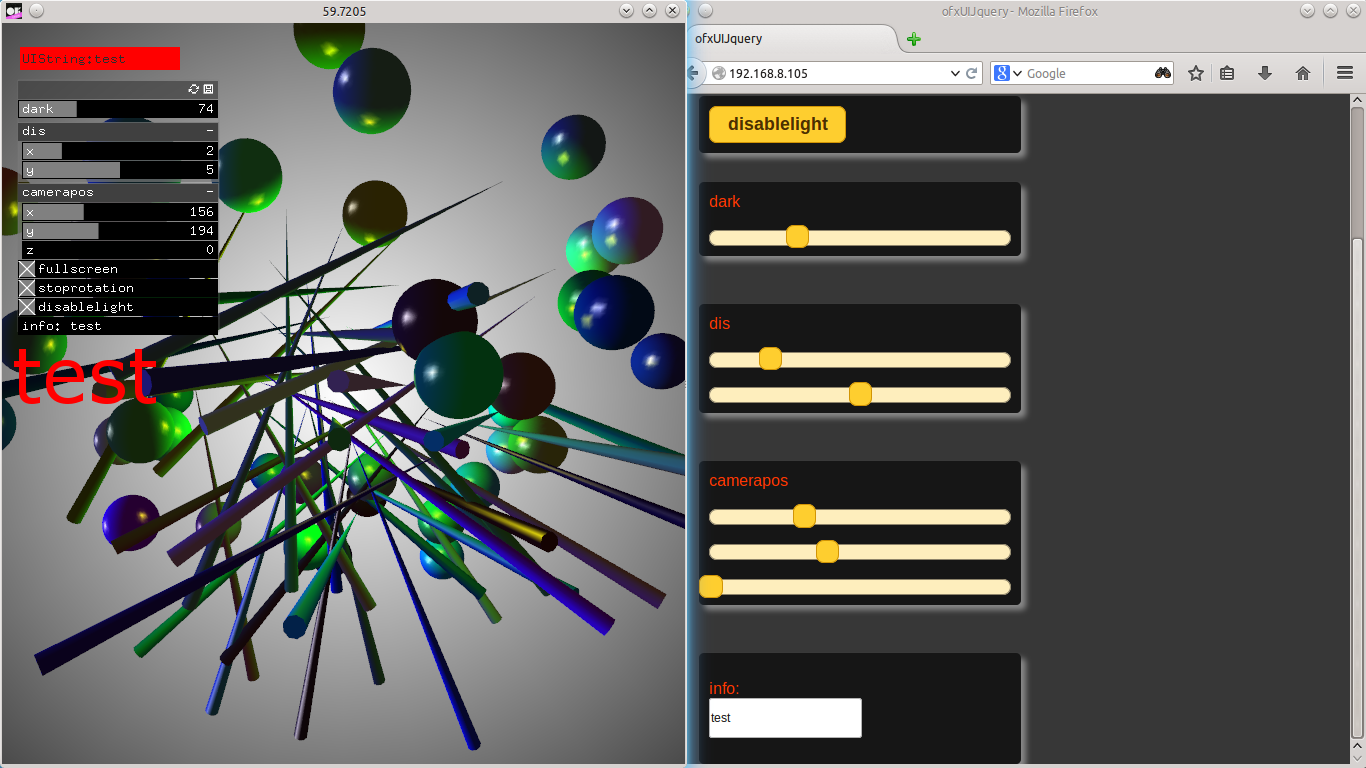 59.7205
UIString:test
dark 74
dis -
x 2
y 5
camerapos -
x 156
y 194
z 0
fullscreen
stoprotation
disablelight
info: test
test
ofxUIJquery - Mozilla Firefox
ofxUIJquery
192.168.8.105
Google
disablelight
dark
dis
camerapos
info:
test